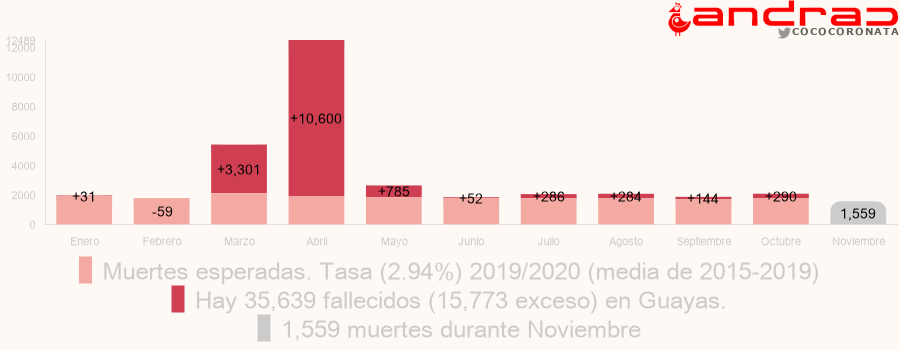 andrac
COCOCORONATA
12489
12000
10000
8000
6000
4000
2000
0
+31
-59
+3,301
+10,600
+785
+52
+286
+284
+144
+290
1,559
Enero
Febrero
Marzo
Abril
Mayo
Junio
Julio
Agosto
Septiembre
Octubre
Noviembre
Muertes esperadas. Tasa (2.94%) 2019/2020 (media de 2015-2019)
Hay 35,639 fallecidos (15,773 exceso) en Guayas.
1,559 muertes durante Noviembre